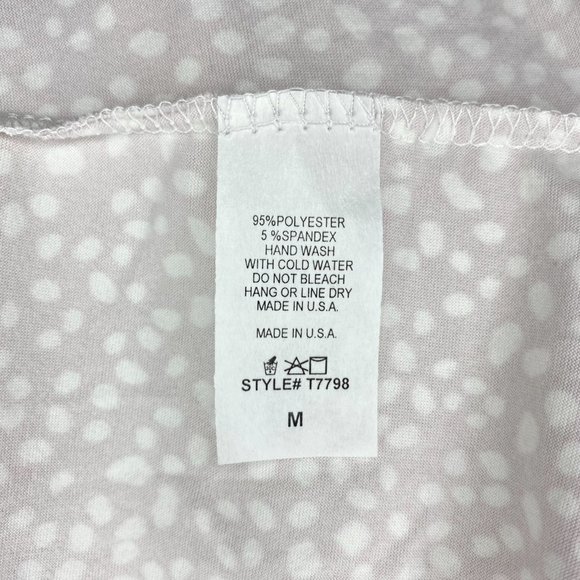 95%POLYESTER
5 %SPANDEX
HAND WASH
WITH COLD WATER
DO NOT BLEACH
HANG OR LINE DRY
MADE IN U.S.A.
MADE IN U.S.A.
STYLE# T7798
M